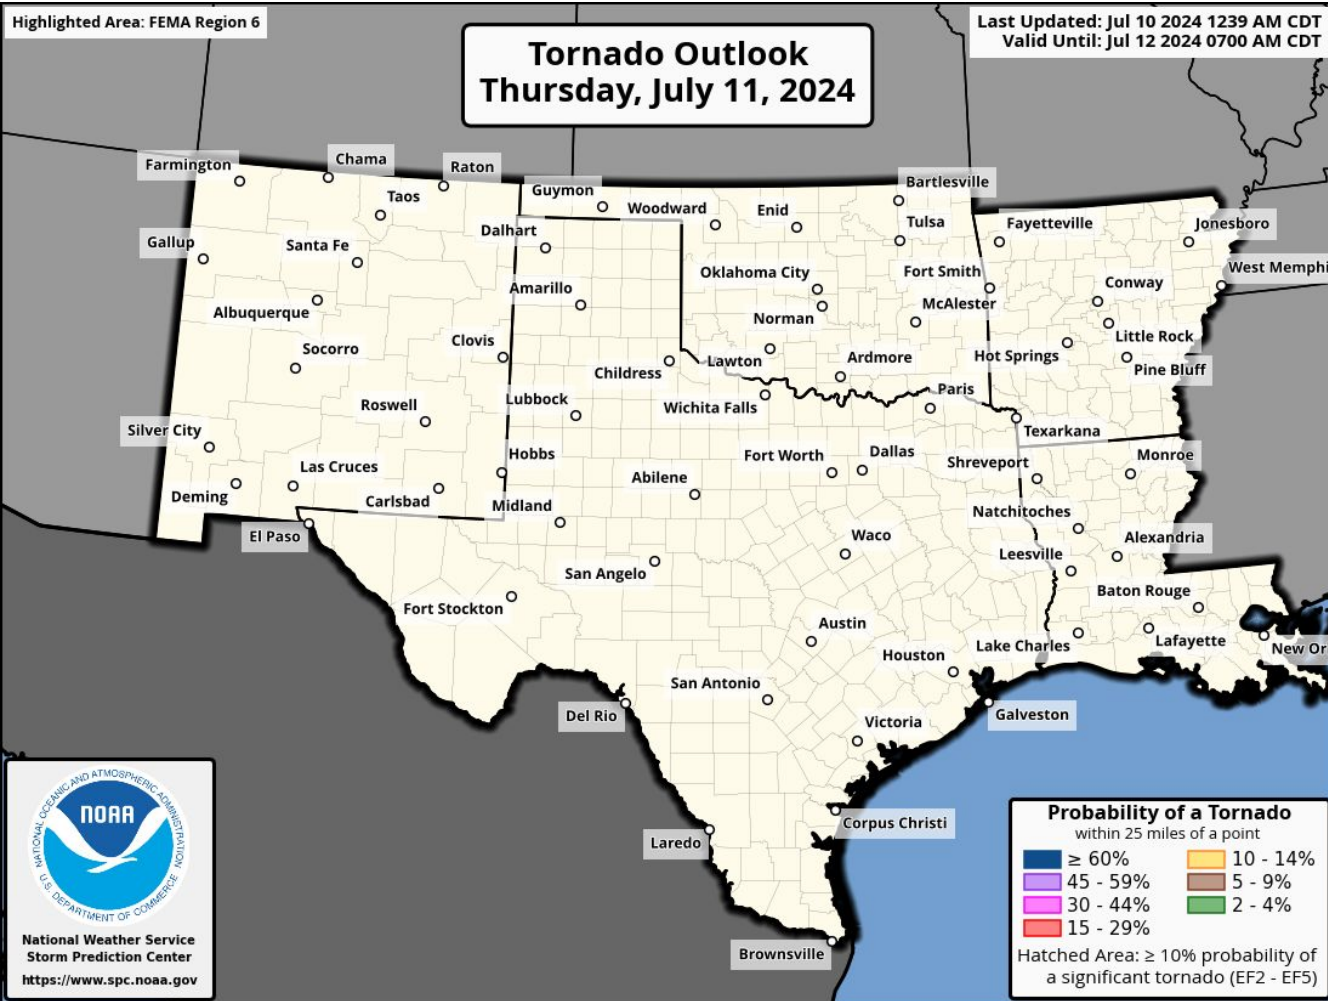 Highlighted Area: FEMA Region 6
Last Updated: Jul 10 2024 1239 AM CDT
Valid Until: Jul 12 2024 0700 AM CDT
Tornado Outlook
Thursday, July 11, 2024
Farmington
Chama
Raton
Taos
Guymon
Woodward
Enid
Bartlesville
Tulsa
Fayetteville
Jonesboro
Gallup
Santa Fe
Dalhart
Oklahoma City
Fort Smith
West Memphi
Albuquerque
Amarillo
Norman
McAlester
Conway
Little Rock
Socorro
Clovis
Childress
Lawton
Ardmore
Hot Springs
Pine Bluff
Roswell
Lubbock
Wichita Falls
Paris
Texarkana
Silver City
Las Cruces
Hobbs
Abilene
Fort Worth
Dallas
Shreveport
Monroe
Deming
Carlsbad
Midland
Natchitoches
El Paso
San Angelo
Waco
Leesville
Alexandria
Fort Stockton
Austin
Baton Rouge
Houston
Lake Charles
Lafayette
New Or
San Antonio
Del Rio
Victoria
Galveston
Corpus Christi
Laredo
Brownsville
NATIONAL OCEANIC AND ATMOSPHERIC ADMINISTRATION
NOAA
U.S. DEPARTMENT OF COMMERCE
National Weather Service
Storm Prediction Center
https://www.spc.noaa.gov
Probability of a Tornado
within 25 miles of a point
≥ 60%
10 - 14%
45 - 59%
5 - 9%
30 - 44%
2 - 4%
15 - 29%
Hatched Area: ≥ 10% probability of
a significant tornado (EF2 - EF5)